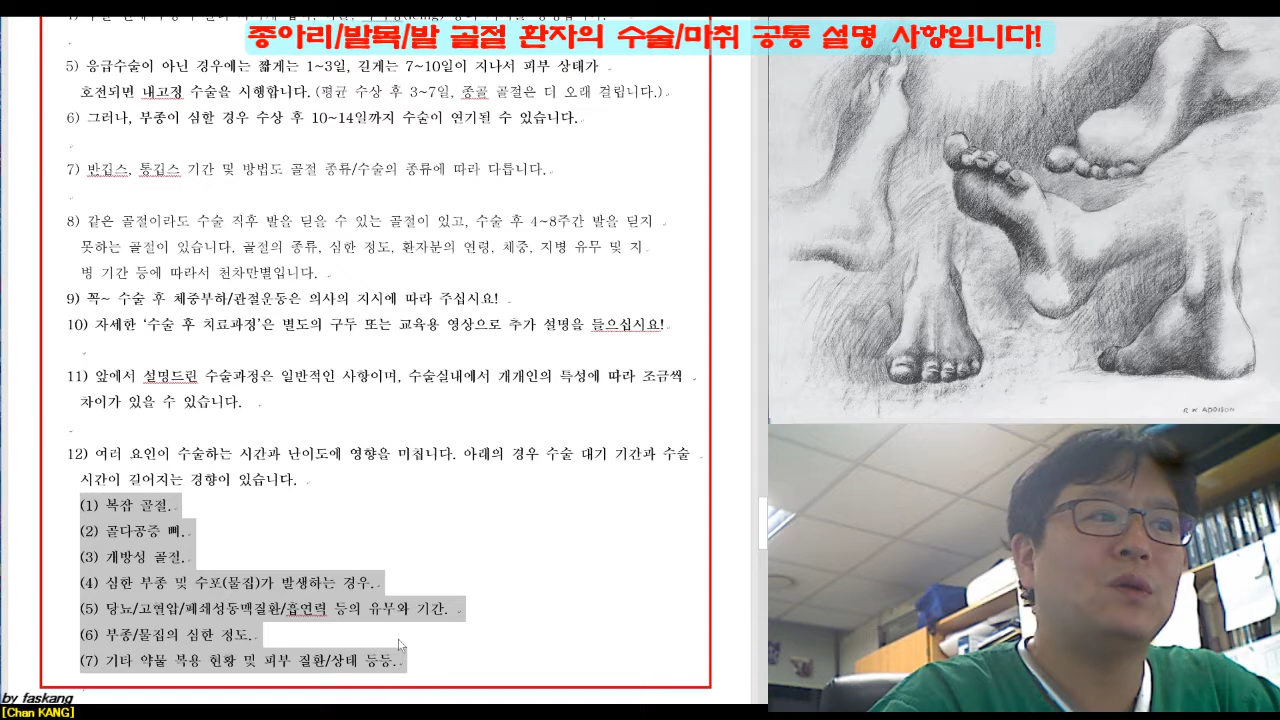 종아리/발목/발 골절 환자의 수술/마취 공통 설명 사항입니다!
5) 응급수술이 아닌 경우에는 짧게는 1~3일, 길게는 7~10일이 지나서 피부 상태가
호전되면 내고정 수술을 시행합니다. (평균 수상 후 3~7일, 종골 골절은 더 오래 걸립니다.)
6) 그러나, 부종이 심할 경우 수상 후 10~14일까지 수술이 연기될 수 있습니다.
7) 반깁스, 통깁스 기간 및 방법도 골절 종류/수술의 종류에 따라 다릅니다.
8) 같은 골절이라도 수술 직후 발을 딛을 수 있는 골절이 있고, 수술 후 4~8주간 발을 딛지
못하는 골절이 있습니다. 골절의 종류, 심한 정도, 환자분의 연령, 체중, 지병 유무 및 지
병 기간 등에 따라서 천차만별입니다.
9) 꼭~ 수술 후 체중부하/관절운동은 의사의 지시에 따라 주십시요!
10) 자세한 '수술 후 치료과정'은 별도의 구두 또는 교육용 영상으로 추가 설명을 들으십시요!
11) 앞에서 설명드린 수술과정은 일반적인 사항이며, 수술실내에서 개개인의 특성에 따라 조금씩
차이가 있을 수 있습니다.
12) 여러 요인이 수술하는 시간과 난이도에 영향을 미칩니다. 아래의 경우 수술 대기 기간과 수술
시간이 길어지는 경향이 있습니다.
(1) 복잡 골절.
(2) 골다공증 뼈.
(3) 개방성 골절.
(4) 심한 부종 및 수포(물집)가 발생하는 경우.
(5) 당뇨/고혈압/폐쇄성동맥질환/흡연력 등의 유무와 기간.
(6) 부종/물집의 심한 정도.
(7) 기타 약물 복용 현황 및 피부 질환/상태 등등.
R W ADDISON
by faskang
[Chan KANG]